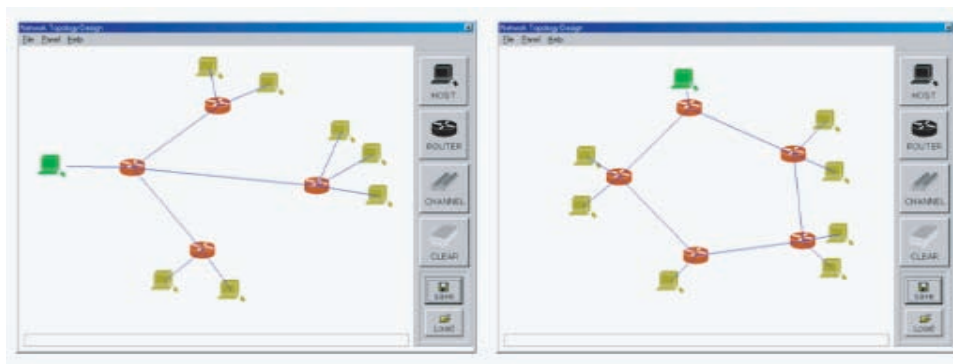 Network Topology Design
File Panel Help
HOST
ROUTER
CHANNEL
CLEAR
save
Load
Network Topology Design
File Panel Help
HOST
ROUTER
CHANNEL
CLEAR
save
Load